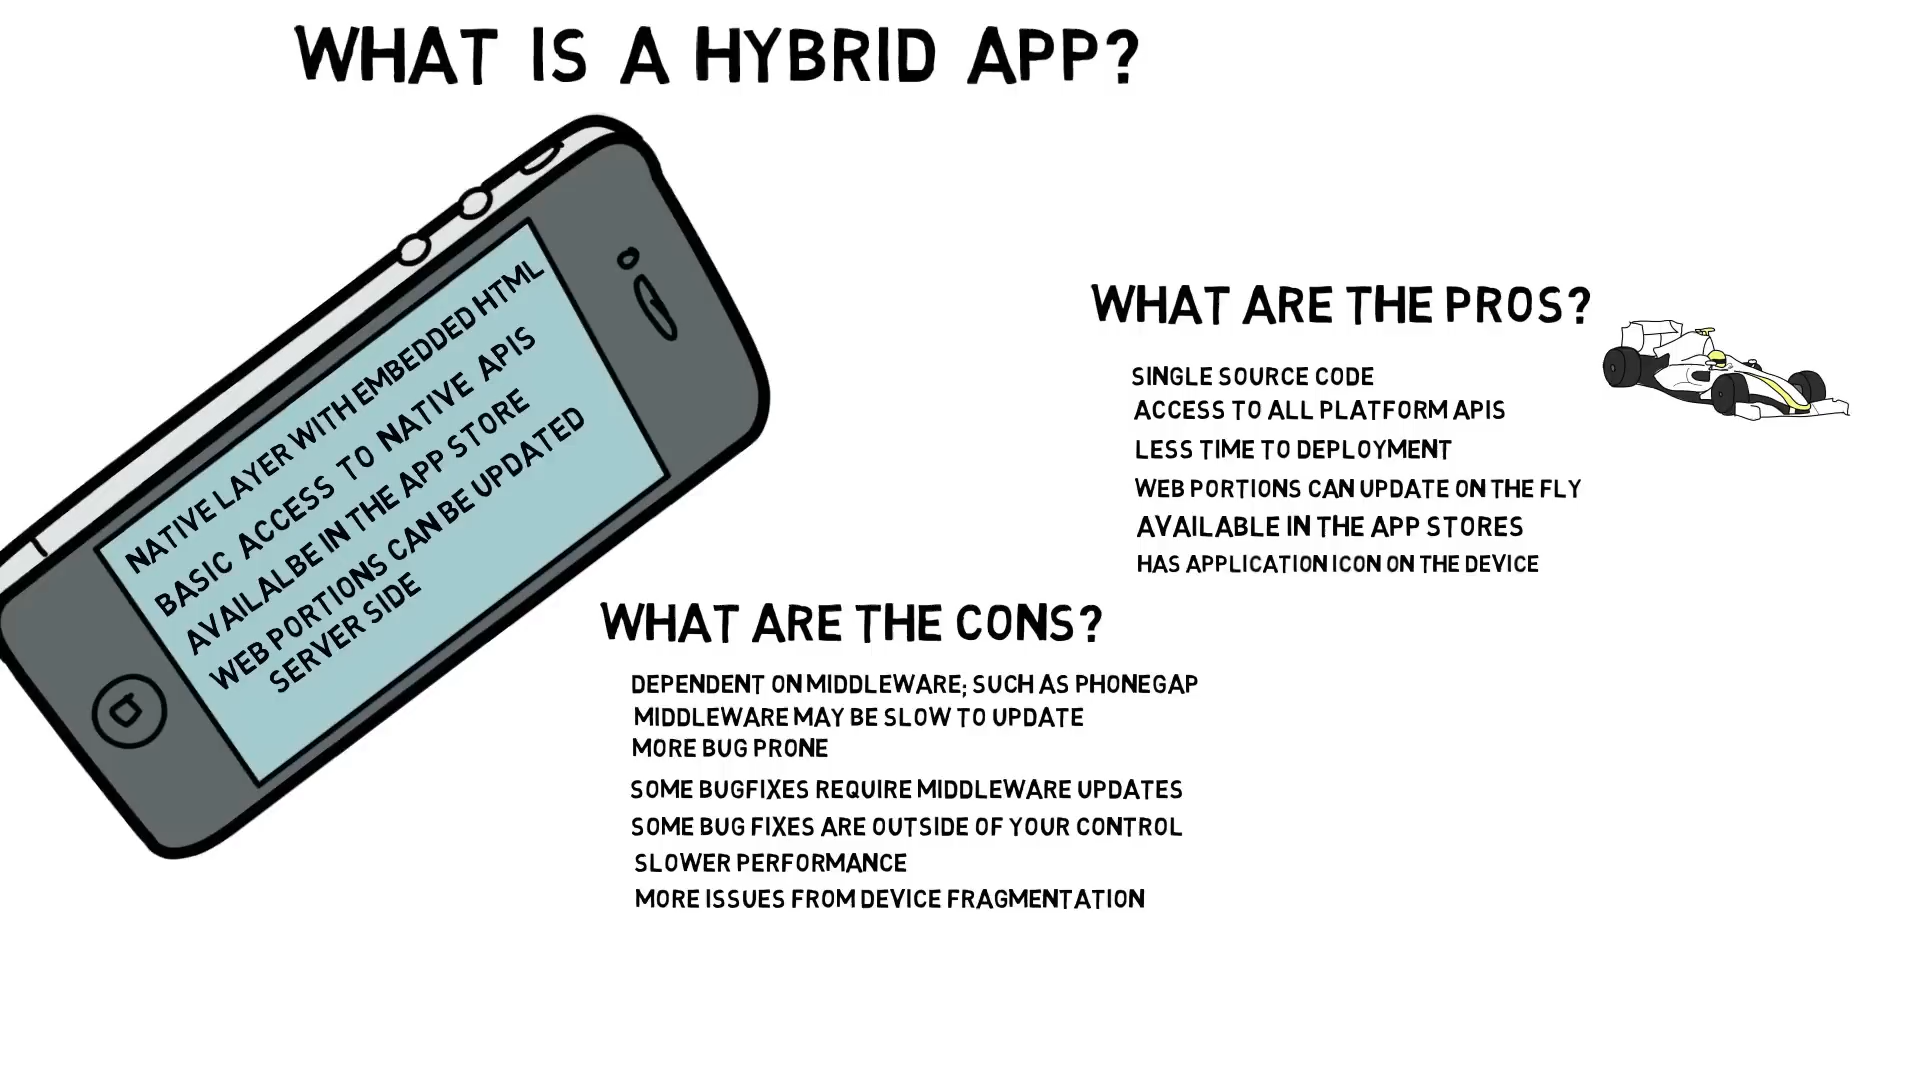 WHAT IS A HYBRID APP?
NATIVE LAYER WITH EMBEDDED HTML
BASIC ACCESS TO NATIVE APIS
AVAILALBE IN THE APP STORE
WEB PORTIONS CAN BE UPDATED
SERVER SIDE
WHAT ARE THE PROS?
SINGLE SOURCE CODE
ACCESS TO ALL PLATFORM APIS
LESS TIME TO DEPLOYMENT
WEB PORTIONS CAN UPDATE ON THE FLY
AVAILABLE IN THE APP STORES
HAS APPLICATION ICON ON THE DEVICE
WHAT ARE THE CONS?
DEPENDENT ON MIDDLEWARE; SUCH AS PHONEGAP
MIDDLEWARE MAY BE SLOW TO UPDATE
MORE BUG PRONE
SOME BUGFIXES REQUIRE MIDDLEWARE UPDATES
SOME BUG FIXES ARE OUTSIDE OF YOUR CONTROL
SLOWER PERFORMANCE
MORE ISSUES FROM DEVICE FRAGMENTATION